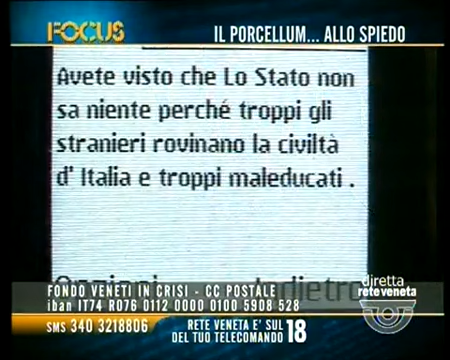 FOCUS
IL PORCELLUM... ALLO SPIEDO
Avete visto che Lo Stato non
sa niente perché troppi gli
stranieri rovinano la civiltà
d' Italia e troppi maleducati .
FONDO VENETI IN CRISI - CC POSTALE
iban IT74 R076 0112 0000 0100 5908 528
diretta
reteveneta
SMS 340 3218806
RETE VENETA E' SUL
DEL TUO TELECOMANDO 18